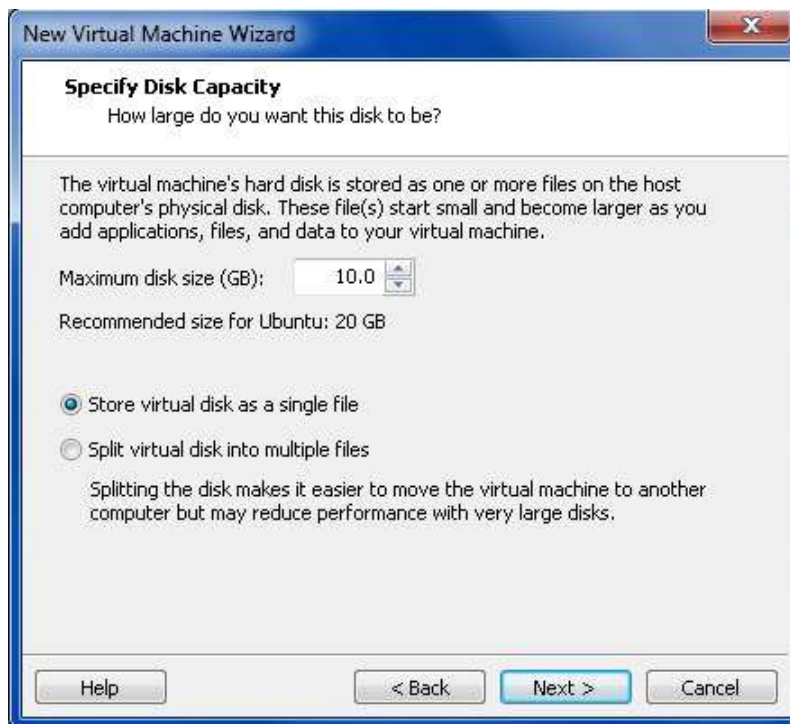 New Virtual Machine Wizard
Specify Disk Capacity
How large do you want this disk to be?
The virtual machine's hard disk is stored as one or more files on the host
computer's physical disk. These file(s) start small and become larger as you
add applications, files, and data to your virtual machine.
Maximum disk size (GB): 10.0
Recommended size for Ubuntu: 20 GB
Store virtual disk as a single file
Split virtual disk into multiple files
Splitting the disk makes it easier to move the virtual machine to another
computer but may reduce performance with very large disks.
Help < Back Next > Cancel